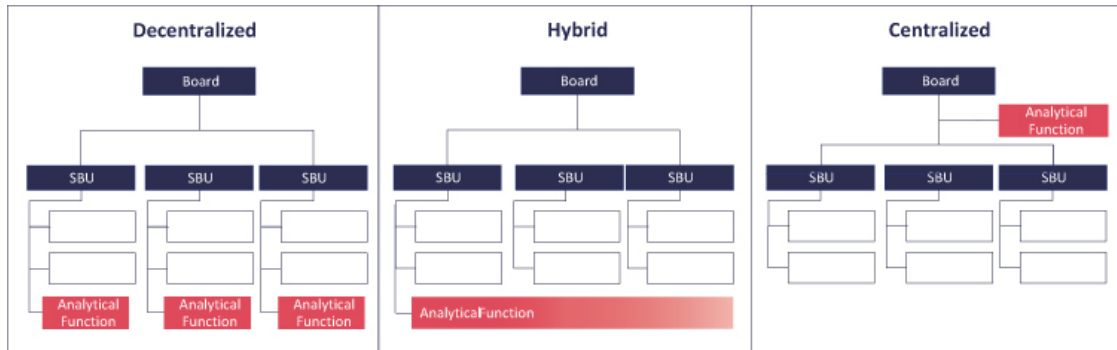 Decentralized
Board
SBU
SBU
SBU
Analytical
Function
Analytical
Function
Analytical
Function
Hybrid
Board
SBU
SBU
SBU
AnalyticalFunction
Centralized
Board
Analytical
Function
SBU
SBU
SBU